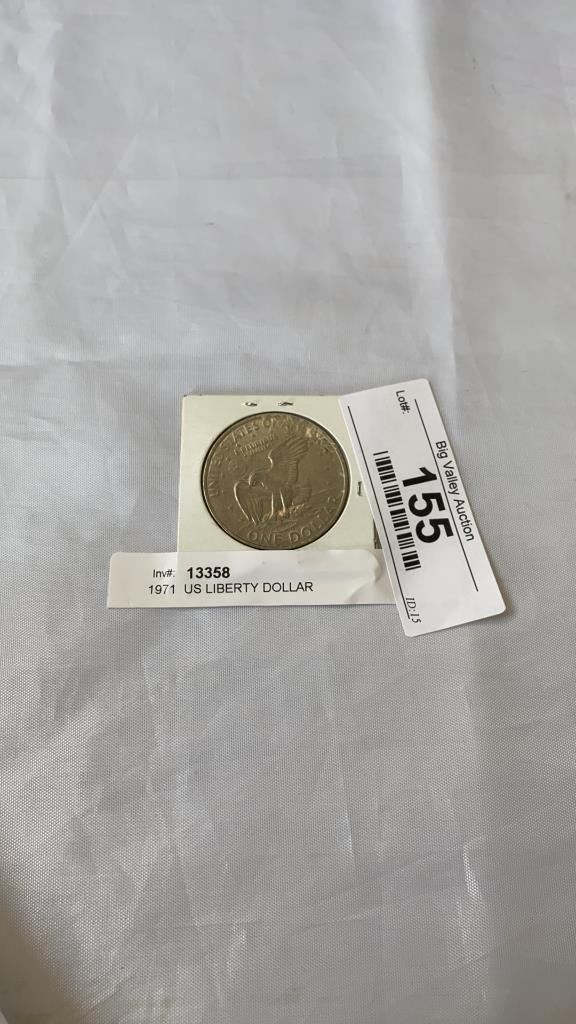 UNITED STATES OF AMERICA
ONE DOLLAR
Inv#: 13358
1971 US LIBERTY DOLLAR
Lot#:
Big Valley Auction
155
ID:15